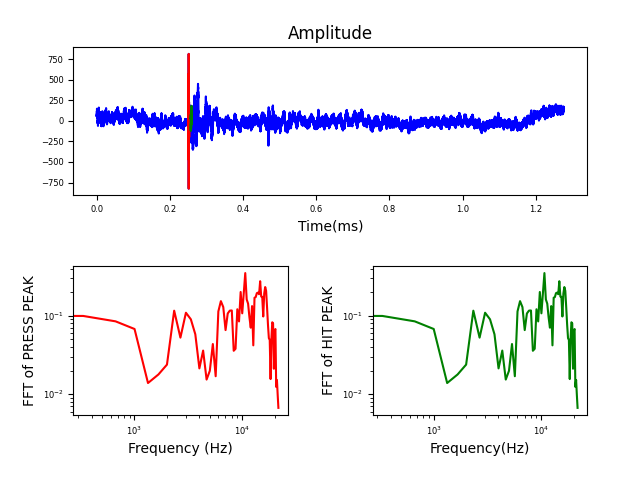 Amplitude
750
500
250
0
−250
−500
−750
0.0 0.2 0.4 0.6 0.8 1.0 1.2
Time(ms)
FFT of PRESS PEAK
10⁻¹
10⁻²
10³ 10⁴
Frequency (Hz)
FFT of HIT PEAK
10⁻¹
10⁻²
10³ 10⁴
Frequency(Hz)